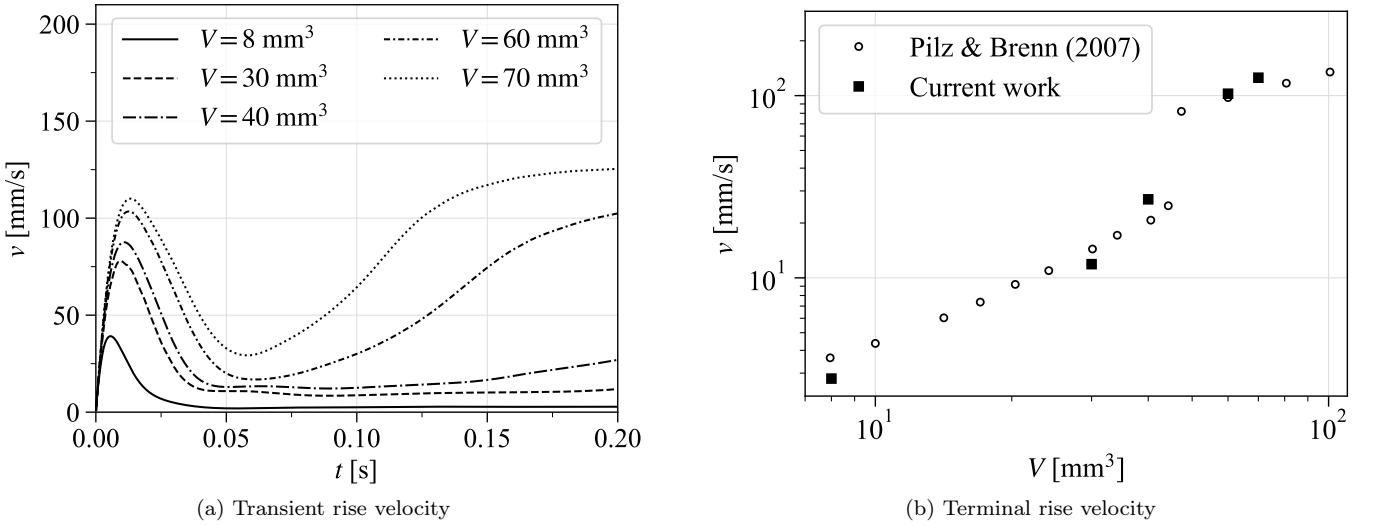 200
150
100
50
0
v [mm/s]
V = 8 mm³
V = 30 mm³
V = 40 mm³
V = 60 mm³
V = 70 mm³
0.00 0.05 0.10 0.15 0.20
t [s]
(a) Transient rise velocity
10²
10¹
v [mm/s]
Pilz & Brenn (2007)
Current work
10¹ 10²
V [mm³]
(b) Terminal rise velocity